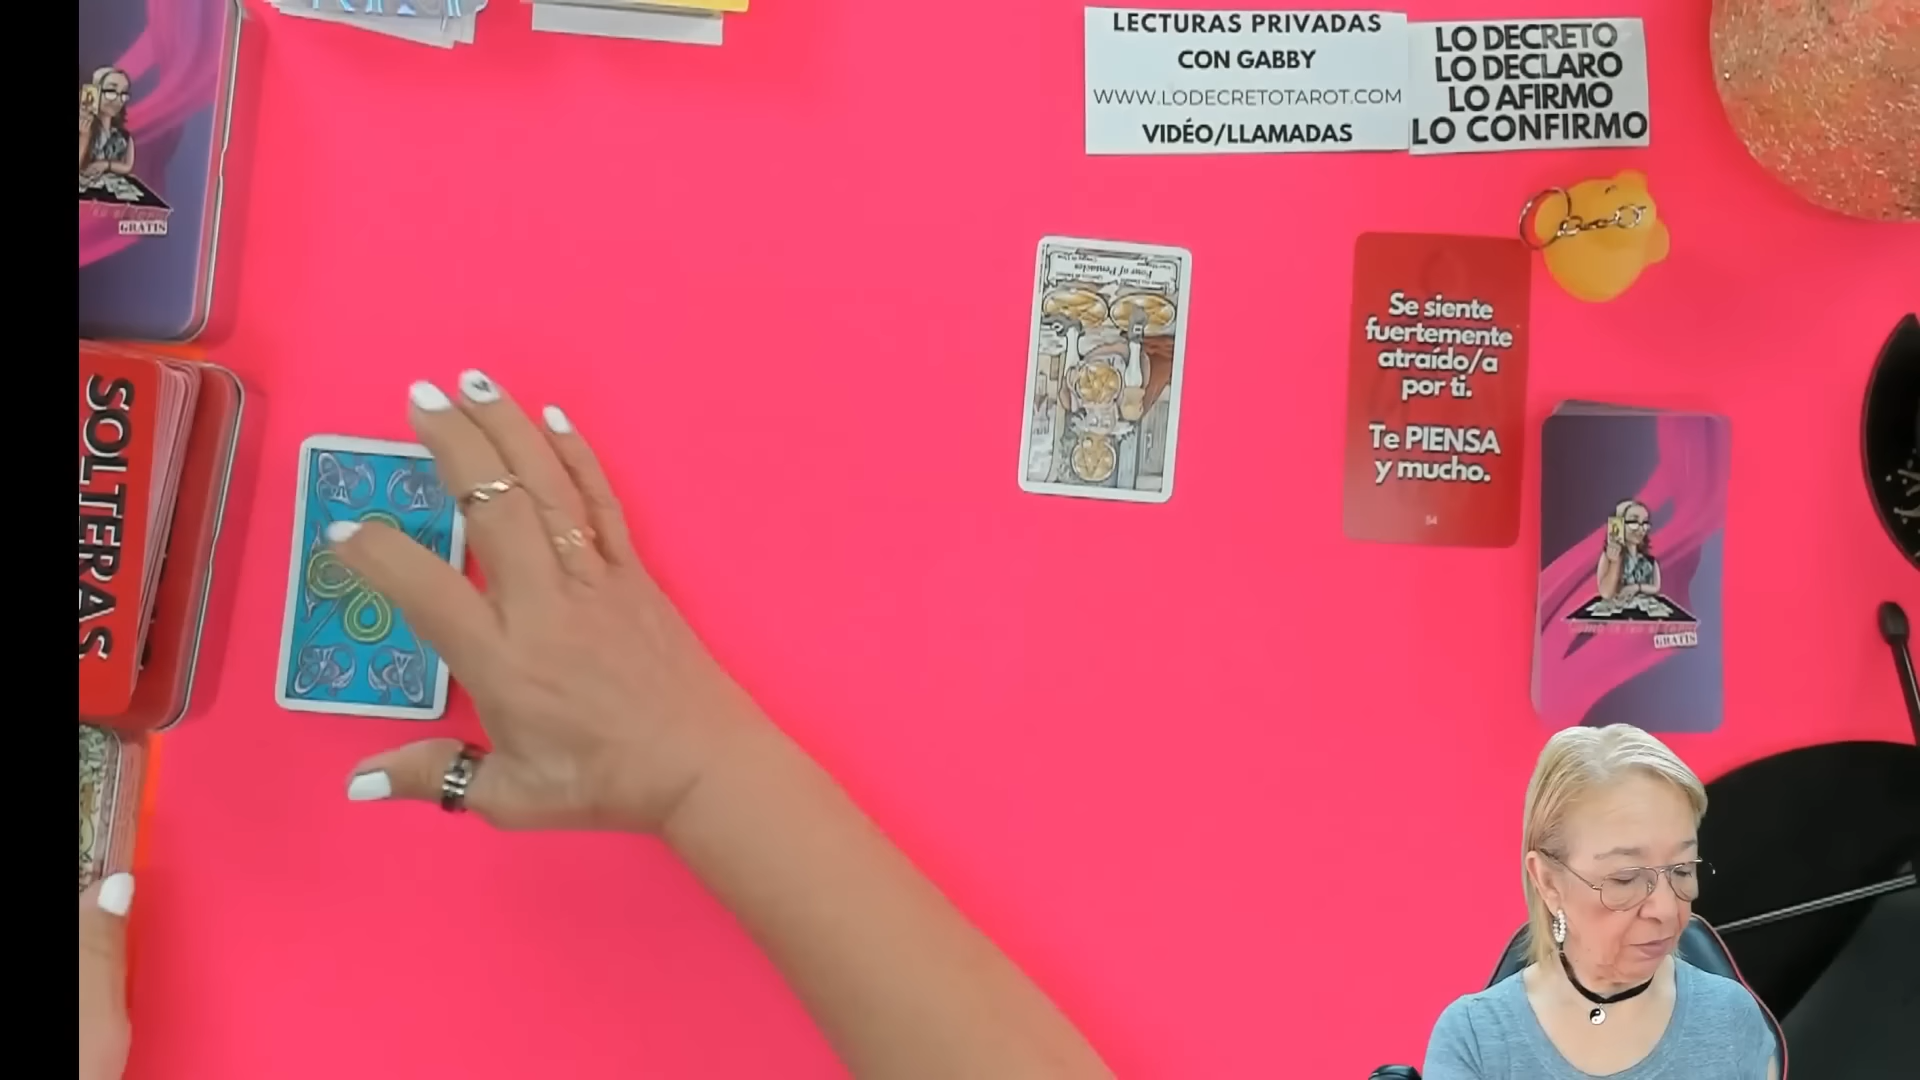 LECTURAS PRIVADAS
CON GABBY
WWW.LODECRETOTAROT.COM
VIDÉO/LLAMADAS
LO DECRETO
LO DECLARO
LO AFIRMO
LO CONFIRMO
GRATIS
Four of Pentacles
Se siente
fuertemente
atraído/a
por ti.
Te PIENSA
y mucho.
54
SOLTERAS
GRATIS